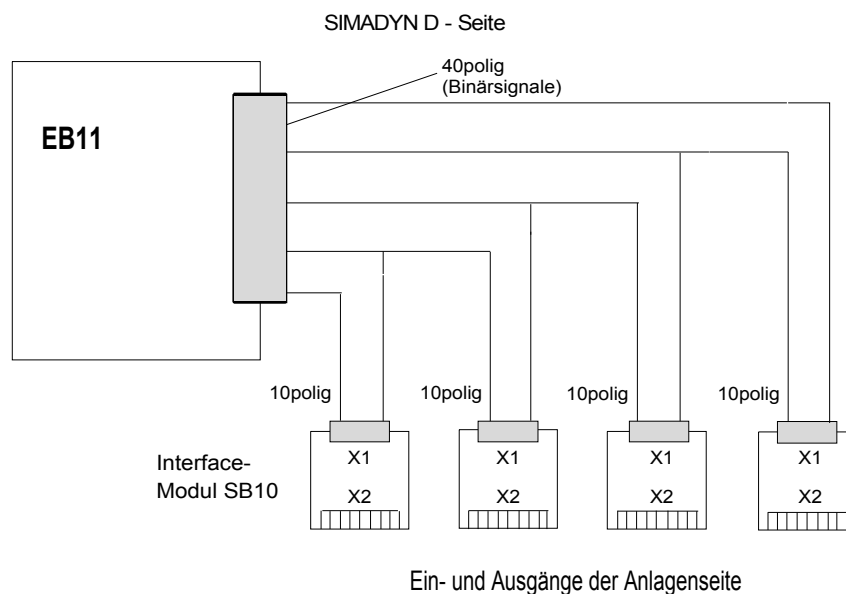 SIMADYN D - Seite
40polig
(Binärsignale)
EB11
10polig
10polig
10polig
10polig
Interface-
Modul SB10
X1
X2
X1
X2
X1
X2
X1
X2
Ein- und Ausgänge der Anlagenseite